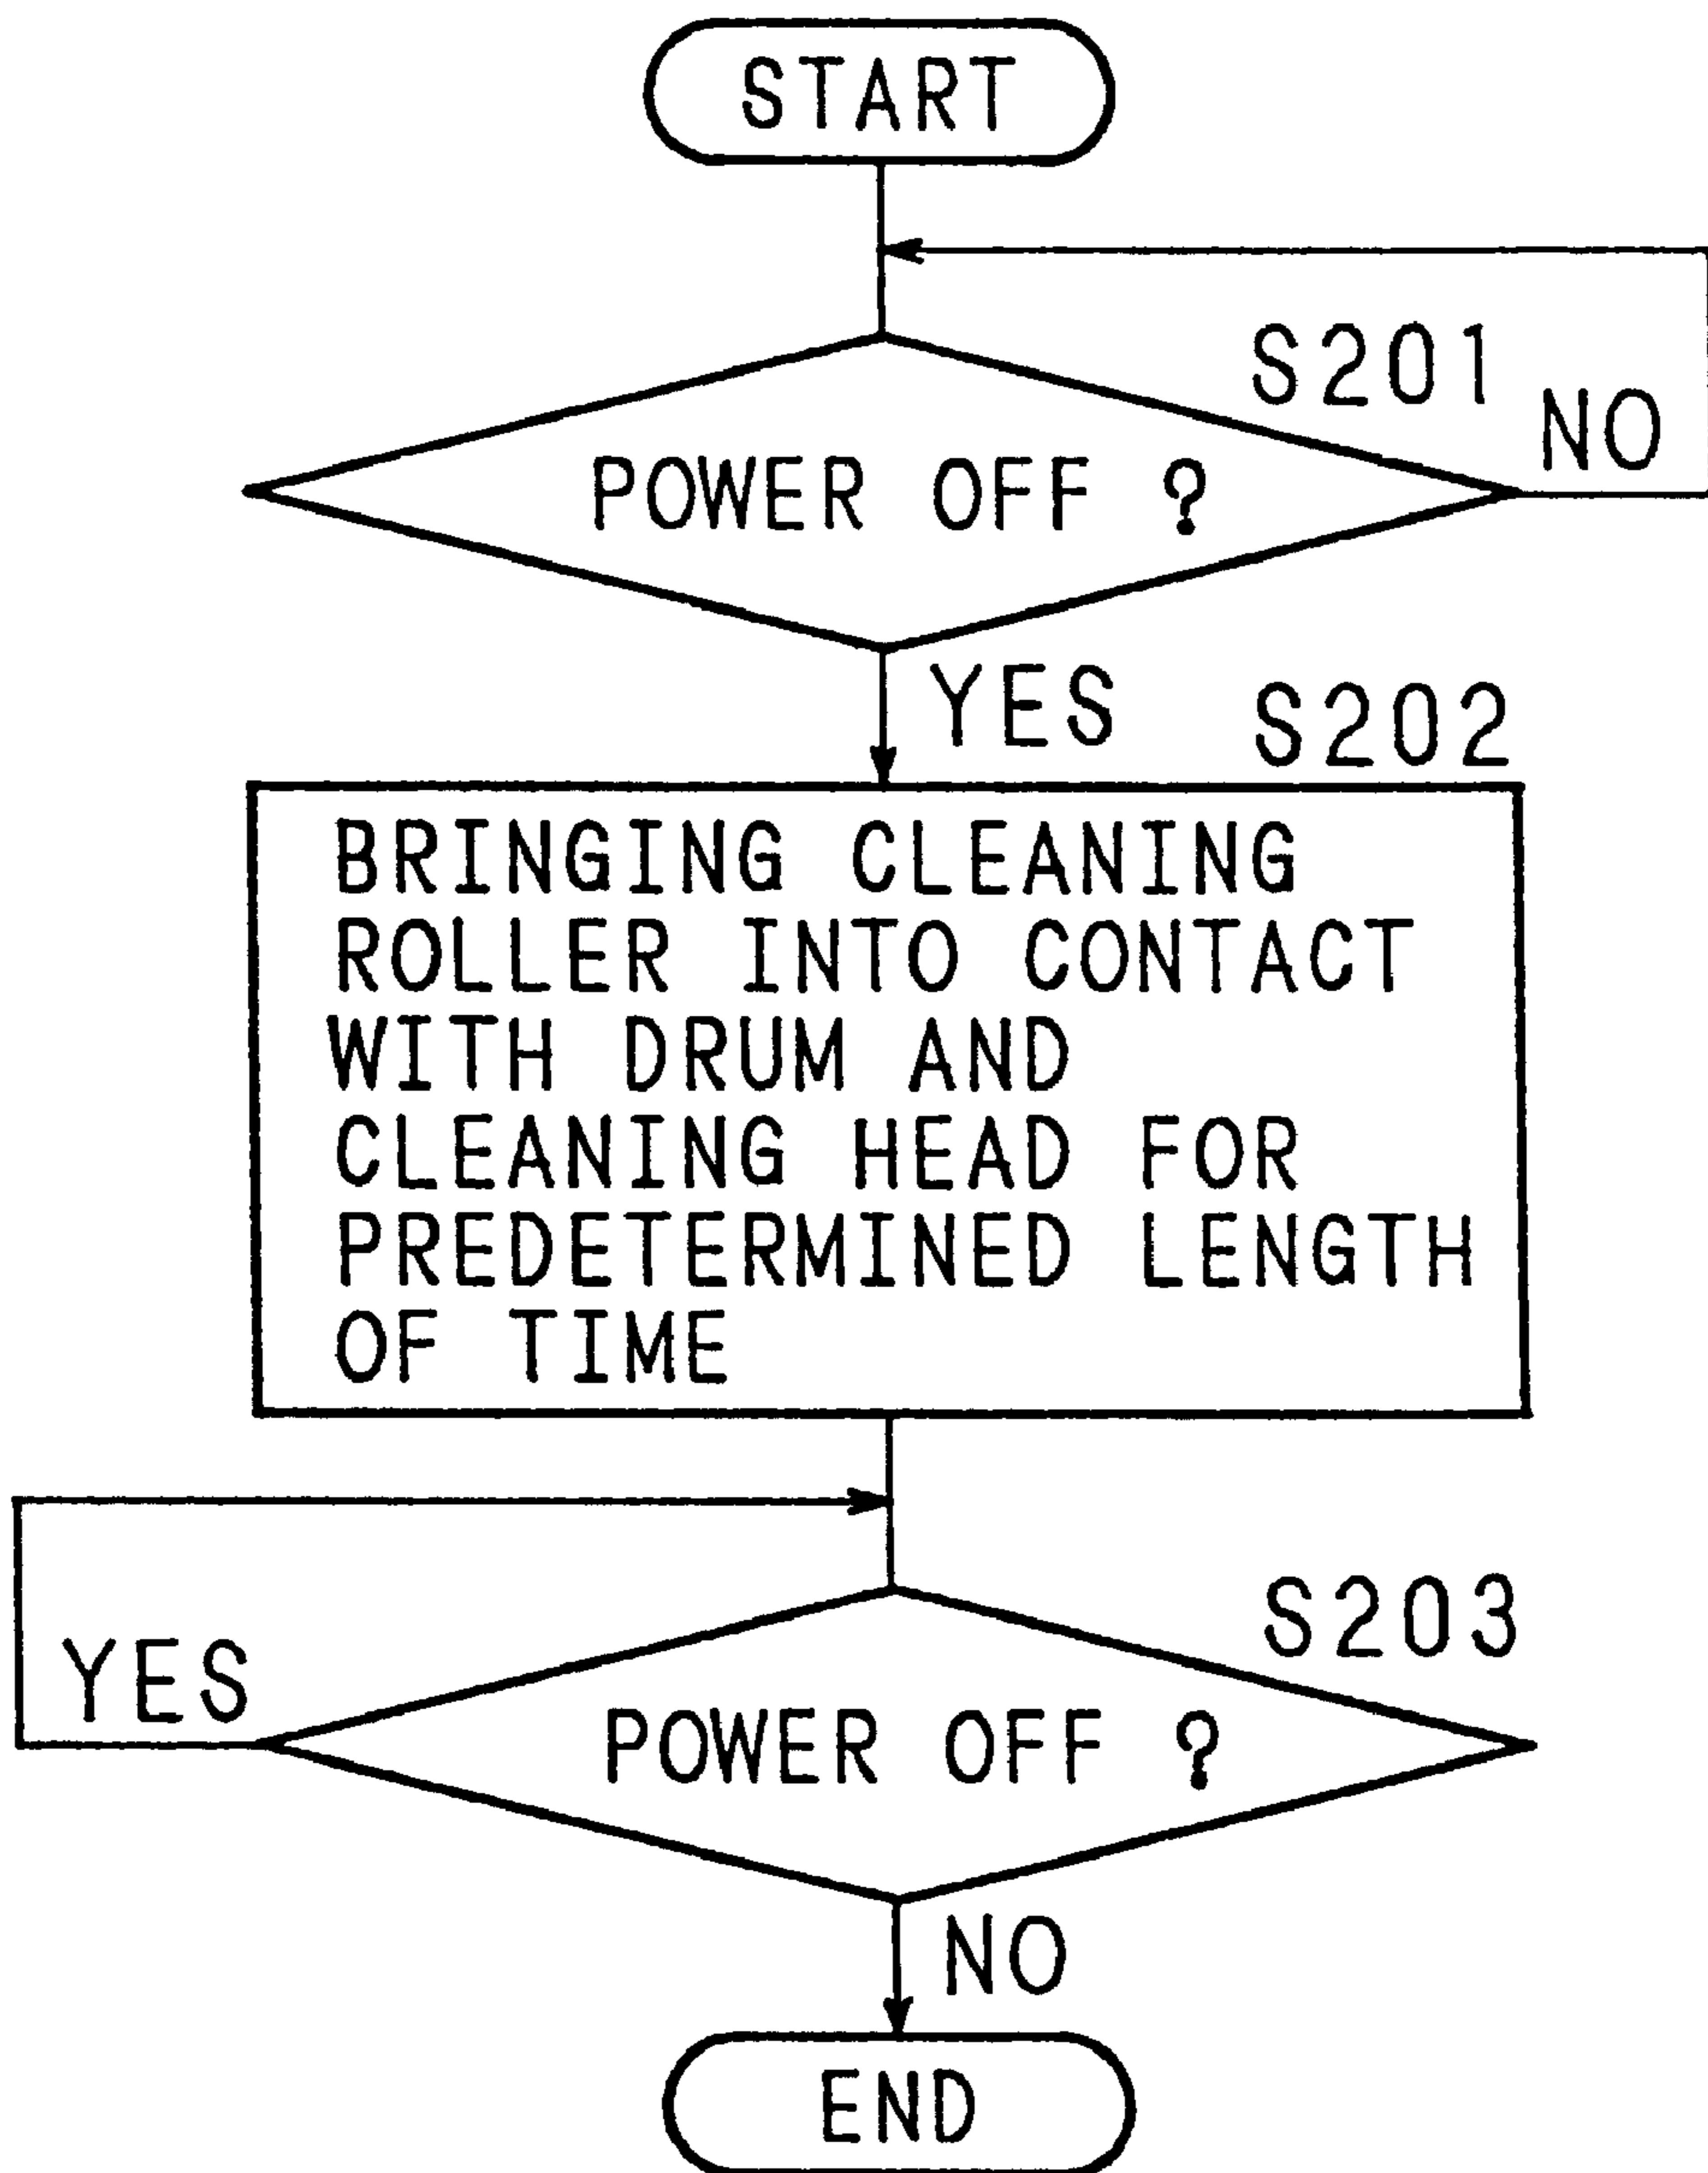 START
S201
NO
POWER OFF ?
YES
S202
BRINGING CLEANING
ROLLER INTO CONTACT
WITH DRUM AND
CLEANING HEAD FOR
PREDETERMINED LENGTH
OF TIME
S203
YES
POWER OFF ?
NO
END